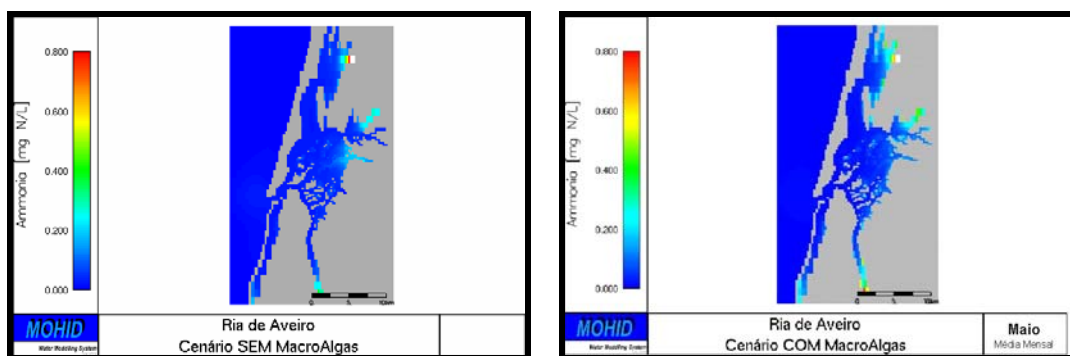 0.800
0.600
0.400
0.200
0.000
Ammonio [mg N/L]
0 5 10km
MOHID
Water Modelling System
Ria de Aveiro
Cenário SEM MacroAlgas
0.800
0.600
0.400
0.200
0.000
Ammonio [mg N/L]
0 5 10km
MOHID
Water Modelling System
Ria de Aveiro
Cenário COM MacroAlgas
Maio
Média Mensal